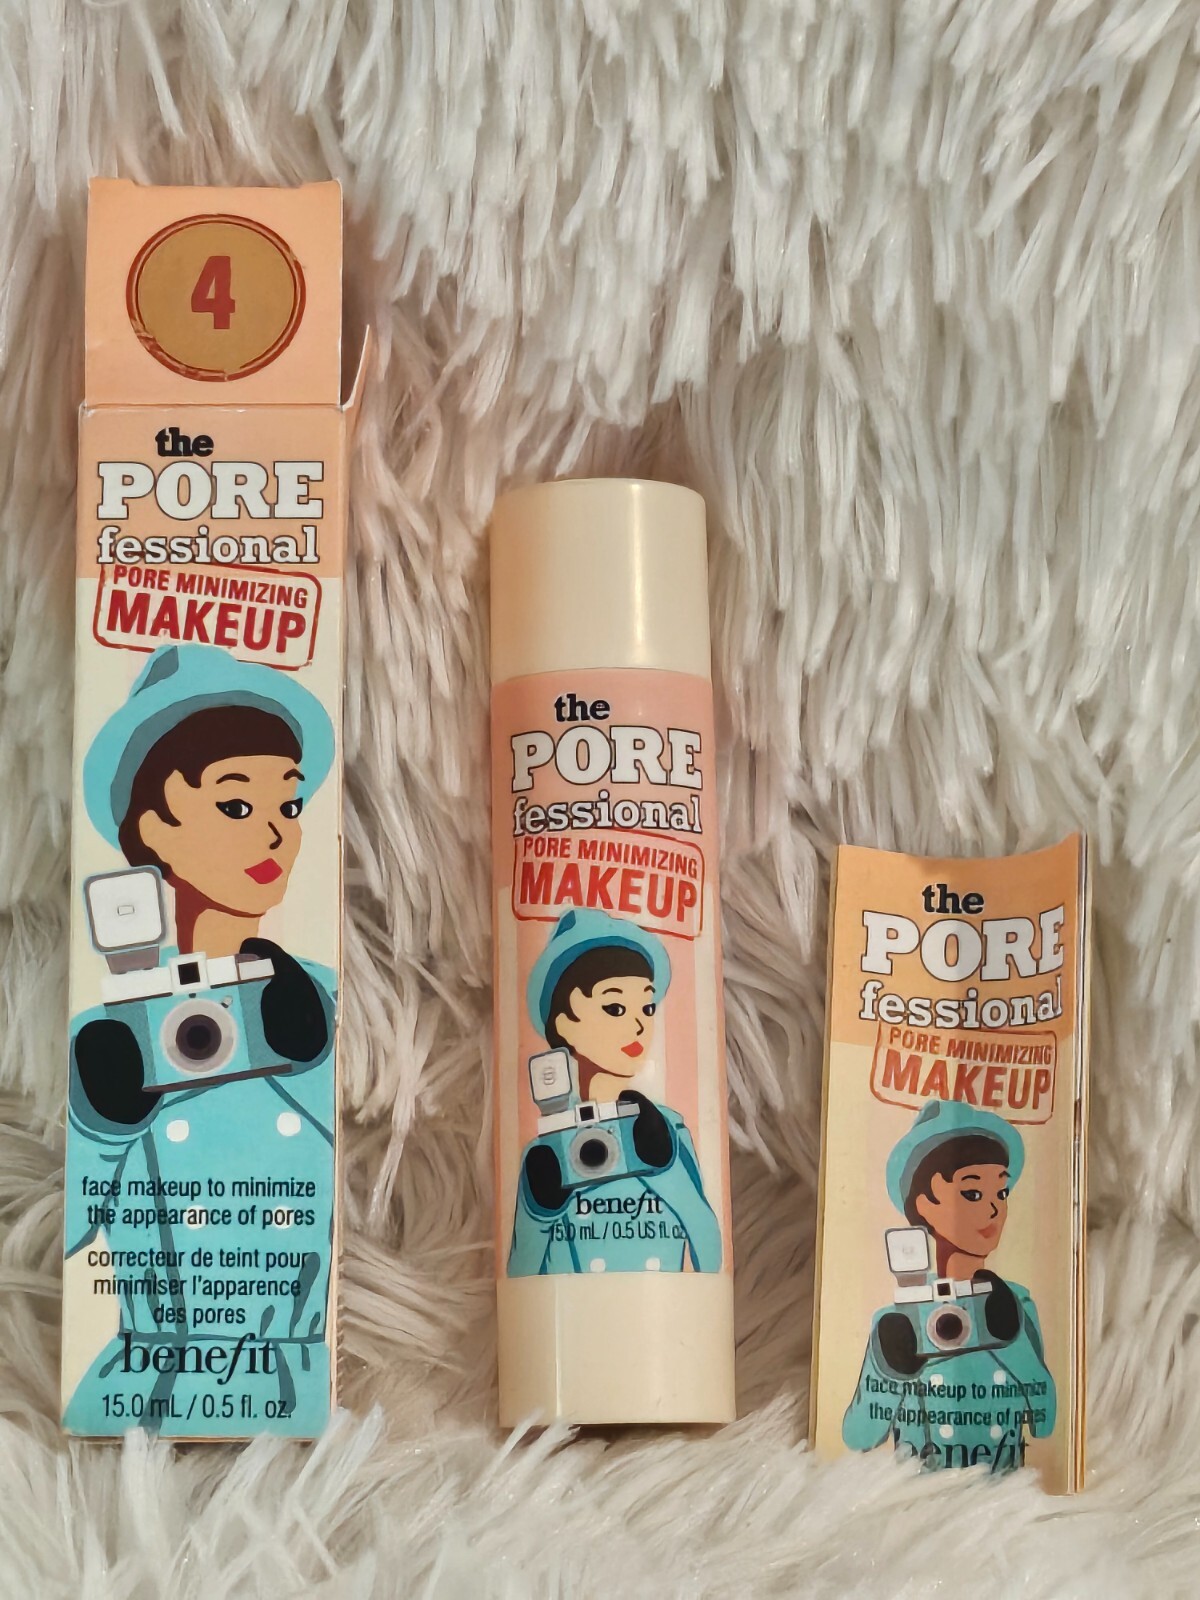 4
the
PORE
fessional
PORE MINIMIZING
MAKEUP
face makeup to minimize
the appearance of pores
correcteur de teint pour
minimiser l'apparence
des pores
benefit
15.0 mL / 0.5 fl. oz.
the
PORE
fessional
PORE MINIMIZING
MAKEUP
benefit
15.0 mL / 0.5 US fl. oz
the
PORE
fessional
PORE MINIMIZING
MAKEUP
face makeup to minimize
the appearance of pores
benefit